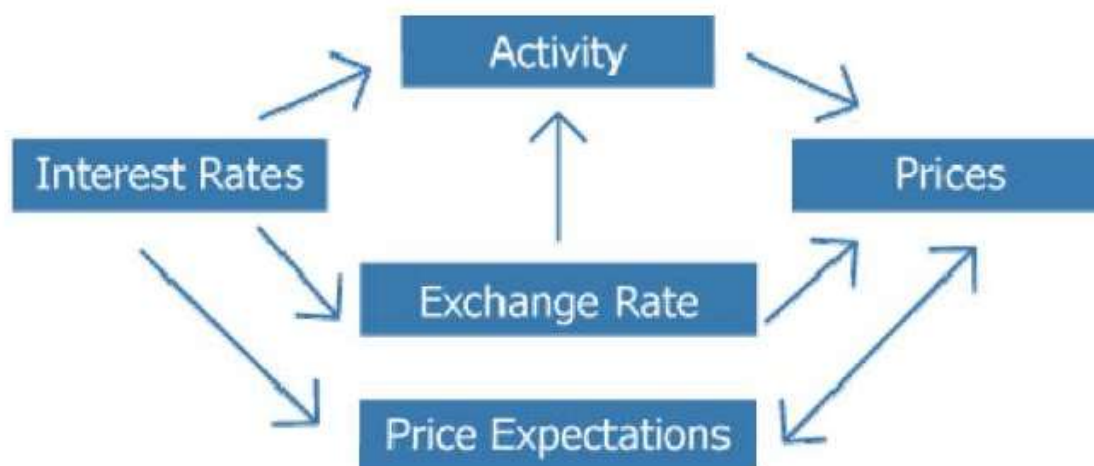 Activity
Interest Rates
Prices
Exchange Rate
Price Expectations